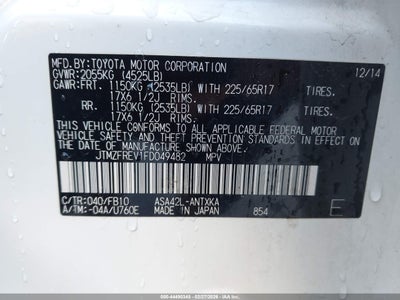 MFD. BY: TOYOTA MOTOR CORPORATION 12/14
GVWR: 2055KG (4525LB)
GAWR: FRT. 1150KG (2535LB) WITH 225/65R17 TIRES.
17X6 1/2J RIMS.
RR. 1150KG (2535LB) WITH 225/65R17 TIRES.
17X6 1/2J RIMS.
THIS VEHICLE CONFORMS TO ALL APPLICABLE FEDERAL MOTOR
VEHICLE SAFETY, BUMPER, AND THEFT PREVENTION STANDARDS
IN EFFECT ON THE DATE OF MANUFACTURE SHOWN ABOVE.
JTMZFREV1FD049482 MPV
C/TR: 040/FB10 ASA42L-ANTXKA
A/TM: -04A/U760E MADE IN JAPAN 854 E